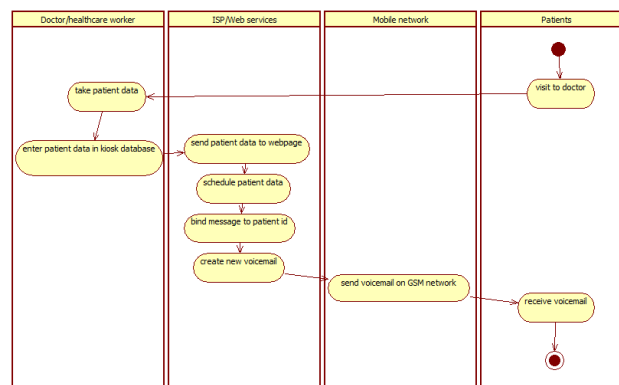 Doctor/healthcare worker
ISP/Web services
Mobile network
Patients
visit to doctor
take patient data
enter patient data in kiosk database
send patient data to webpage
schedule patient data
bind message to patient id
create new voicemail
send voicemail on GSM network
receive voicemail